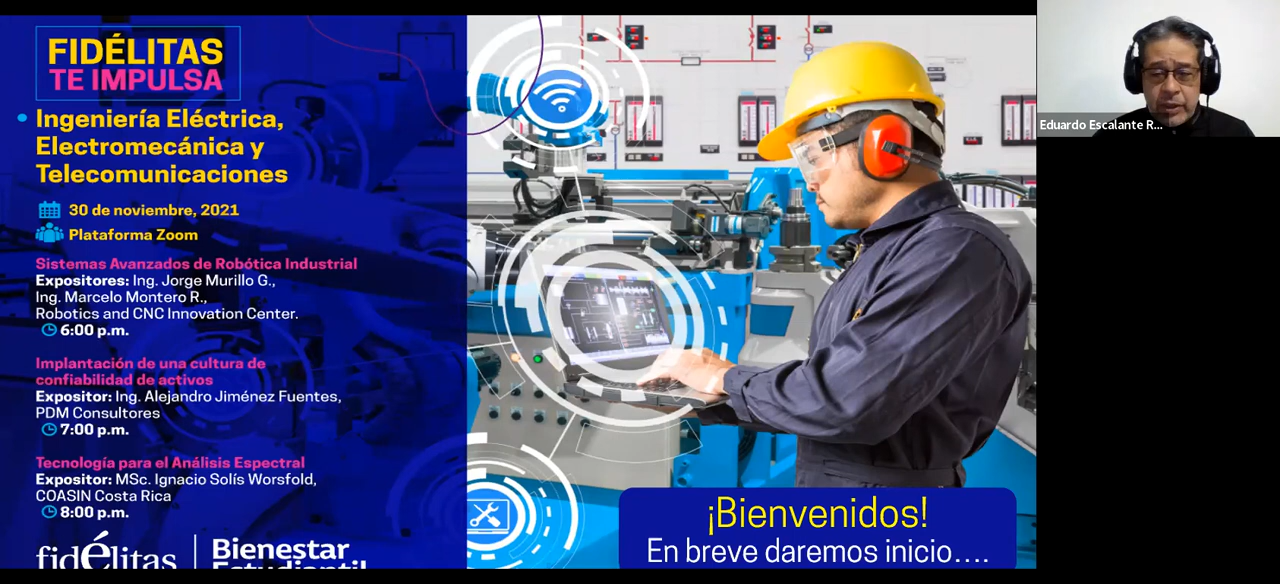 FIDÉLITAS
TE IMPULSA
Ingeniería Eléctrica,
Electromecánica y
Telecomunicaciones
30 de noviembre, 2021
Plataforma Zoom
Sistemas Avanzados de Robótica Industrial
Expositores: Ing. Jorge Murillo G.,
Ing. Marcelo Montero R.,
Robotics and CNC Innovation Center.
6:00 p.m.
Implantación de una cultura de
confiabilidad de activos
Expositor: Ing. Alejandro Jiménez Fuentes,
PDM Consultores
7:00 p.m.
Tecnología para el Análisis Espectral
Expositor: MSc. Ignacio Solís Worsfold,
COASIN Costa Rica
8:00 p.m.
fidélitas
Bienestar
Estudiantil
¡Bienvenidos!
En breve daremos inicio....
Eduardo Escalante R...